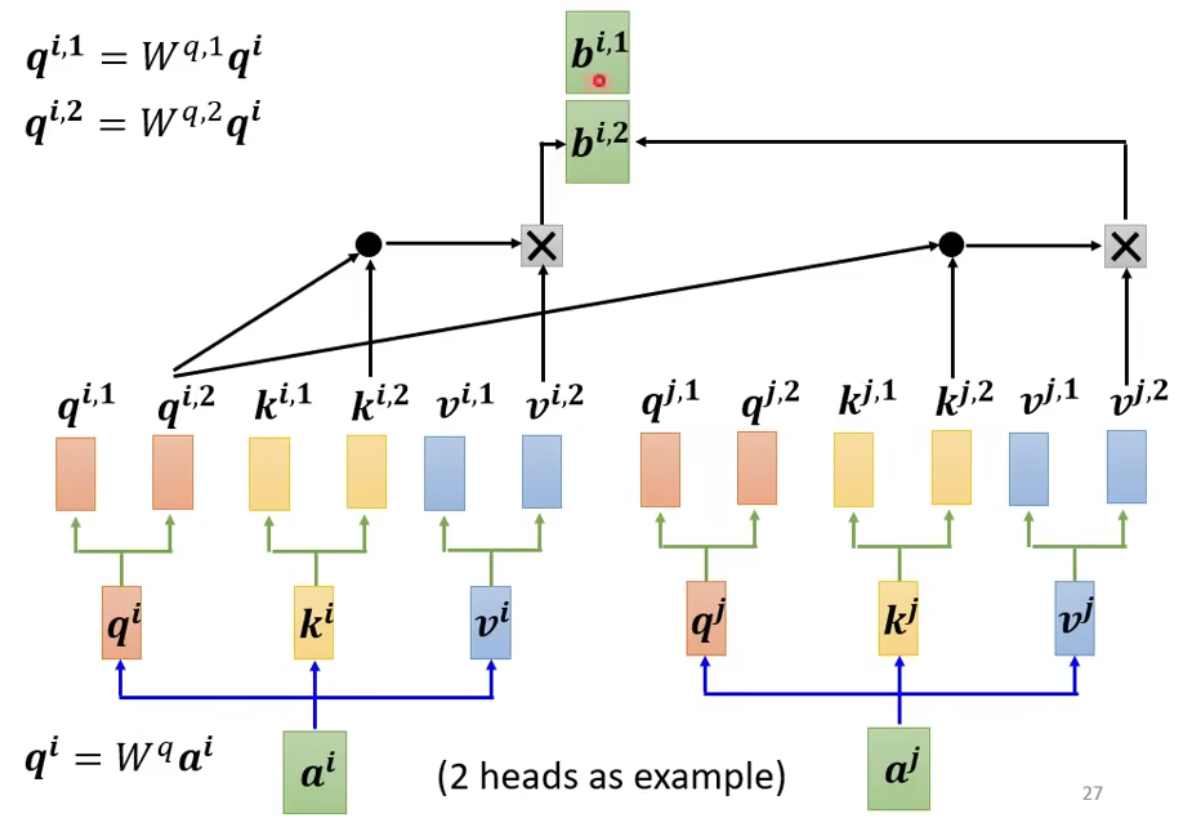 q^{i,1} = W^{q,1}q^i
q^{i,2} = W^{q,2}q^i
b^{i,1}
b^{i,2}
q^{i,1} q^{i,2} k^{i,1} k^{i,2} v^{i,1} v^{i,2} q^{j,1} q^{j,2} k^{j,1} k^{j,2} v^{j,1} v^{j,2}
q^i k^i v^i q^j k^j v^j
q^i = W^q a^i
a^i
(2 heads as example)
a^j
27